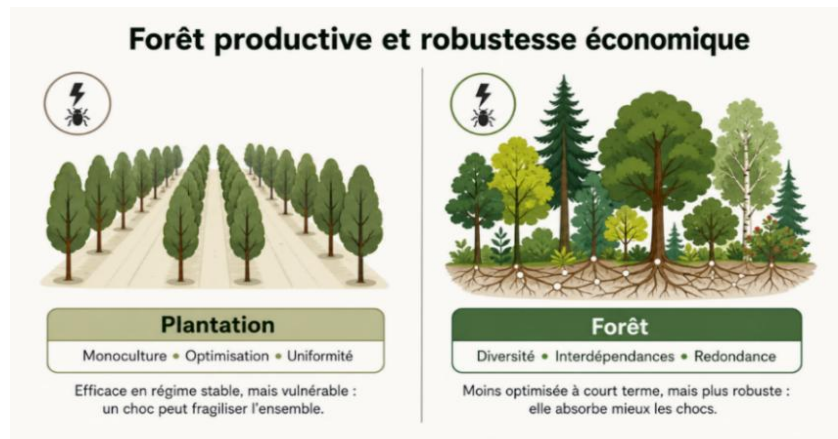 Forêt productive et robustesse économique
Plantation
Monoculture • Optimisation • Uniformité
Efficace en régime stable, mais vulnérable :
un choc peut fragiliser l'ensemble.
Forêt
Diversité • Interdépendances • Redondance
Moins optimisée à court terme, mais plus robuste :
elle absorbe mieux les chocs.